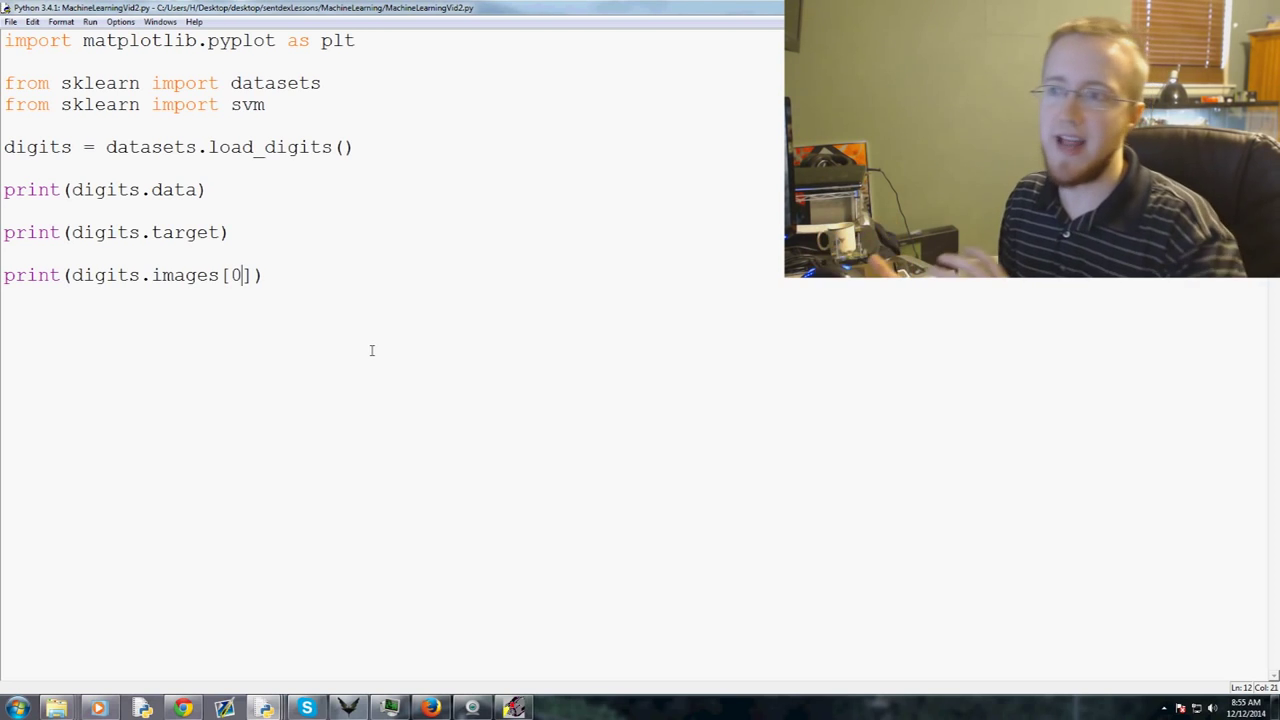 Python 3.4.1: MachineLearningVid2.py - C:/Users/H/Desktop/desktop/sentdexLessons/MachineLearning/MachineLearningVid2.py
File Edit Format Run Options Windows Help
import matplotlib.pyplot as plt
from sklearn import datasets
from sklearn import svm
digits = datasets.load_digits()
print(digits.data)
print(digits.target)
print(digits.images[0])
Ln: 12 Col: 21
8:55 AM
12/12/2014